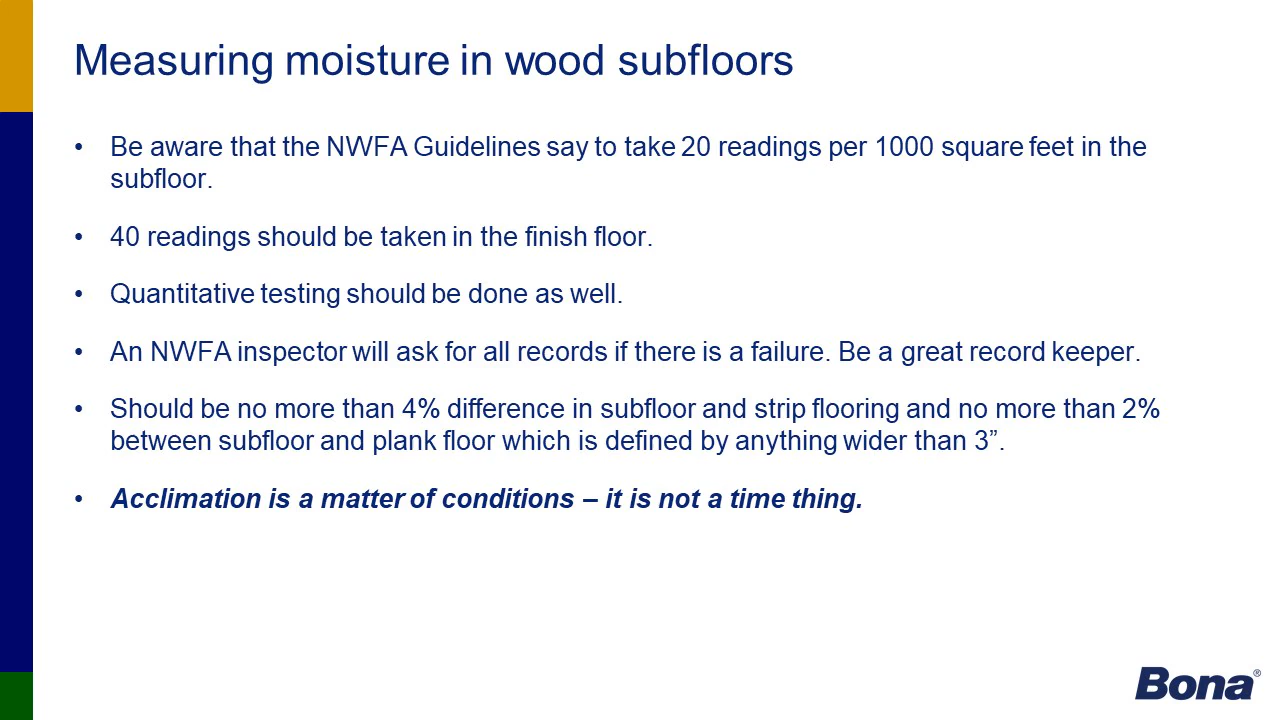 Measuring moisture in wood subfloors
• Be aware that the NWFA Guidelines say to take 20 readings per 1000 square feet in the
subfloor.
• 40 readings should be taken in the finish floor.
• Quantitative testing should be done as well.
• An NWFA inspector will ask for all records if there is a failure. Be a great record keeper.
• Should be no more than 4% difference in subfloor and strip flooring and no more than 2%
between subfloor and plank floor which is defined by anything wider than 3”.
• Acclimation is a matter of conditions – it is not a time thing.
Bona®